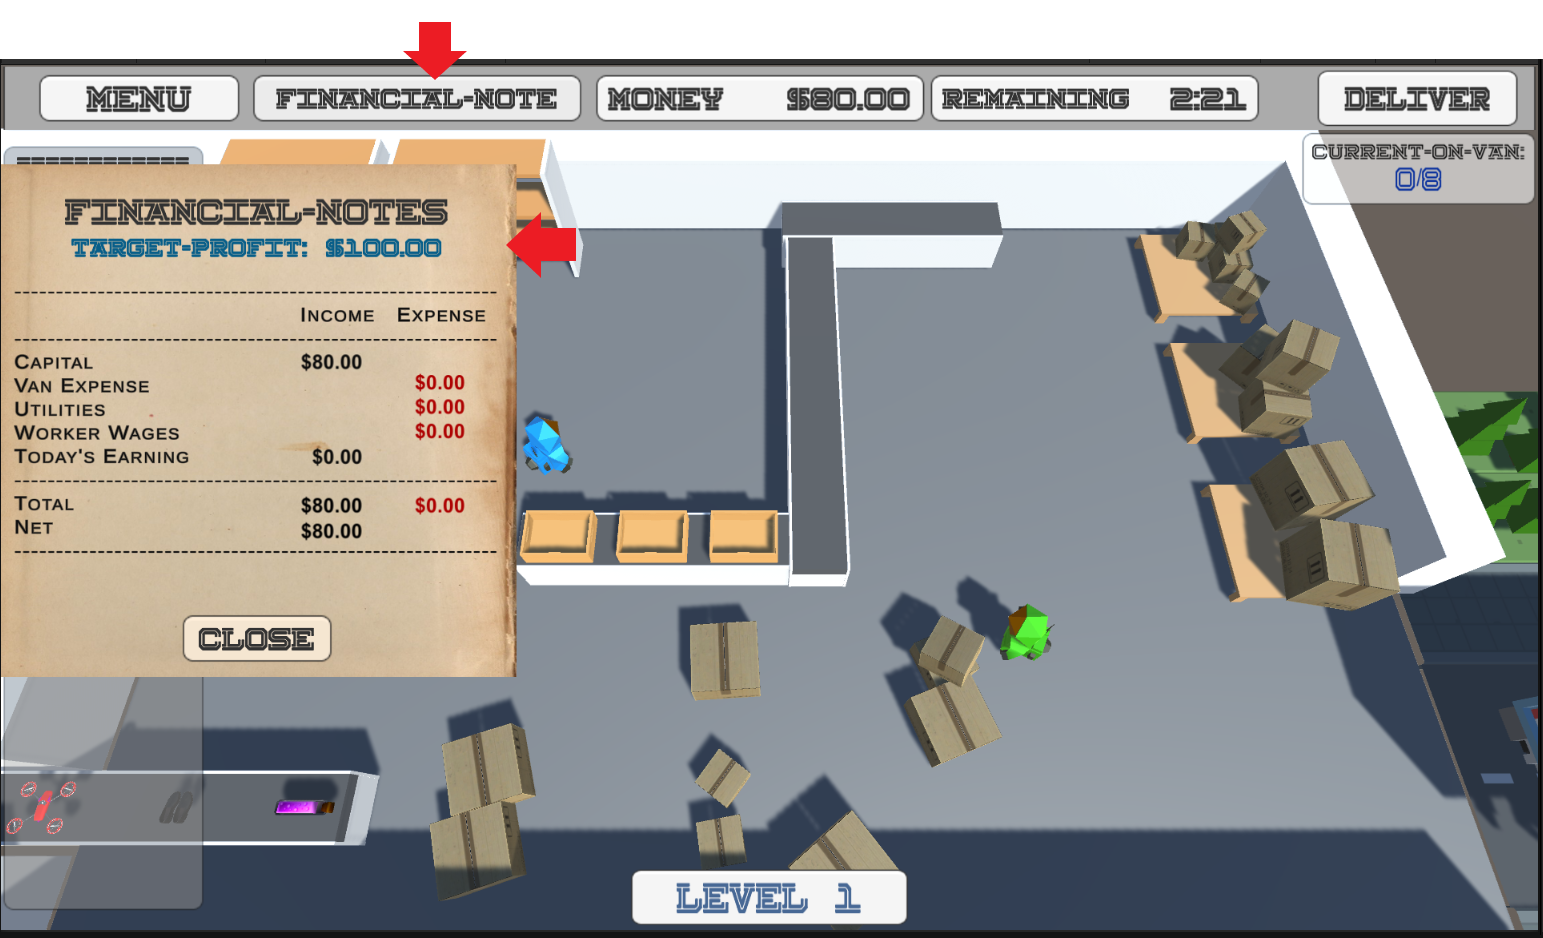 MENU
FINANCIAL-NOTE
MONEY $80.00
REMAINING 2:21
DELIVER
CURRENT-ON-VAN:
0/8
FINANCIAL-NOTES
TARGET-PROFIT: $100.00
INCOME EXPENSE
CAPITAL $80.00
VAN EXPENSE $0.00
UTILITIES $0.00
WORKER WAGES $0.00
TODAY'S EARNING $0.00
TOTAL $80.00 $0.00
NET $80.00
CLOSE
LEVEL 1